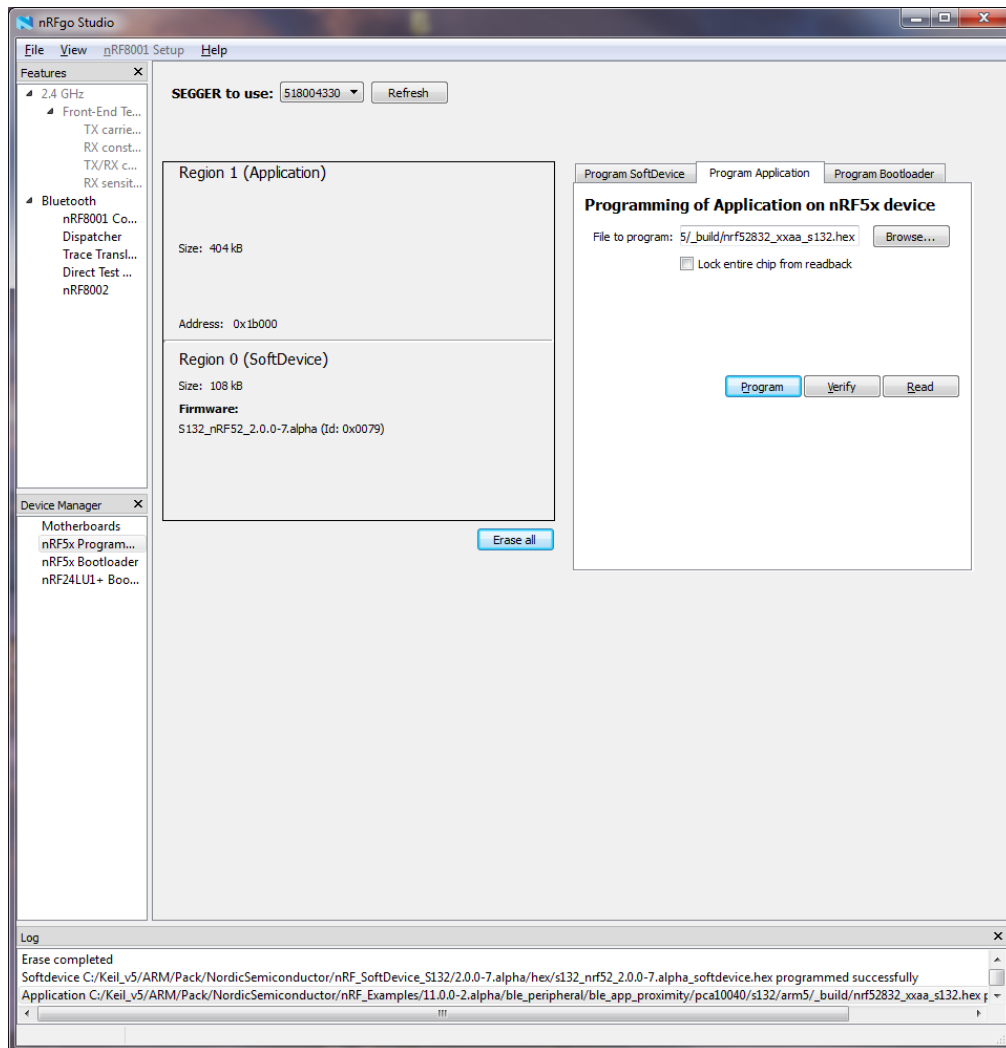 nRFgo Studio
File View nRF8001 Setup Help
Features
2.4 GHz
Front-End Te...
TX carrie...
RX const...
TX/RX c...
RX sensit...
Bluetooth
nRF8001 Co...
Dispatcher
Trace Transl...
Direct Test ...
nRF8002
SEGGER to use: 518004330 Refresh
Region 1 (Application)
Size: 404 kB
Address: 0x1b000
Region 0 (SoftDevice)
Size: 108 kB
Firmware:
S132_nRF52_2.0.0-7.alpha (Id: 0x0079)
Erase all
Program SoftDevice Program Application Program Bootloader
Programming of Application on nRF5x device
File to program: 5/_build/nrf52832_xxaa_s132.hex Browse...
Lock entire chip from readback
Program Verify Read
Device Manager
Motherboards
nRF5x Program...
nRF5x Bootloader
nRF24LU1+ Boo...
Log
Erase completed
Softdevice C:/Keil_v5/ARM/Pack/NordicSemiconductor/nRF_SoftDevice_S132/2.0.0-7.alpha/hex/s132_nrf52_2.0.0-7.alpha_softdevice.hex programmed successfully
Application C:/Keil_v5/ARM/Pack/NordicSemiconductor/nRF_Examples/11.0.0-2.alpha/ble_peripheral/ble_app_proximity/pca10040/s132/arm5/_build/nrf52832_xxaa_s132.hex p